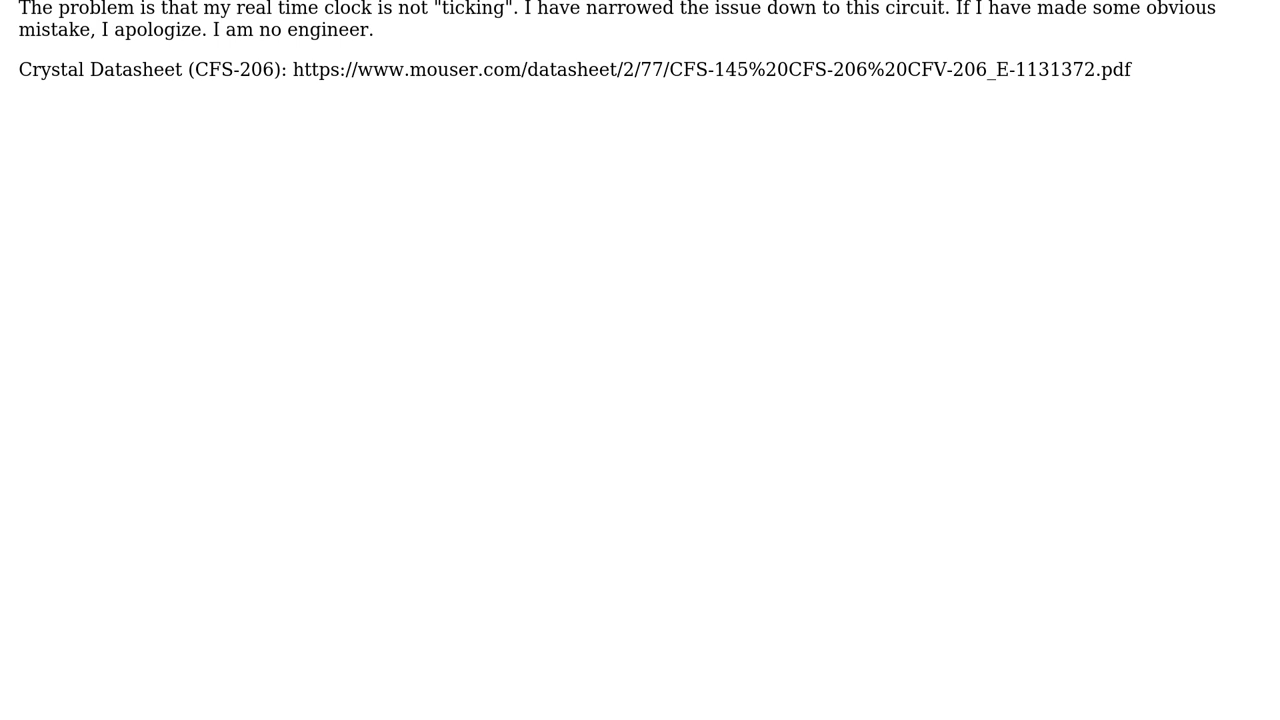 The problem is that my real time clock is not "ticking". I have narrowed the issue down to this circuit. If I have made some obvious
mistake, I apologize. I am no engineer.
Crystal Datasheet (CFS-206): https://www.mouser.com/datasheet/2/77/CFS-145%20CFS-206%20CFV-206_E-1131372.pdf